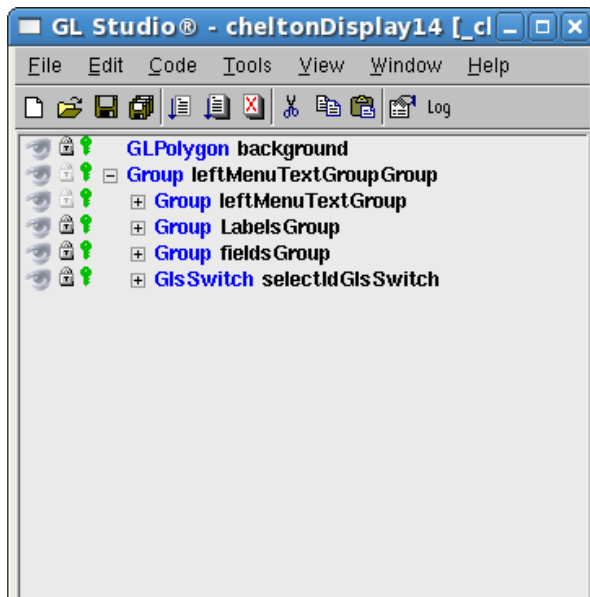 GL Studio® - cheltonDisplay14 [_cl
File Edit Code Tools View Window Help
Log
GLPolygon background
Group leftMenuTextGroupGroup
Group leftMenuTextGroup
Group LabelsGroup
Group fieldsGroup
GlsSwitch selectIdGlsSwitch